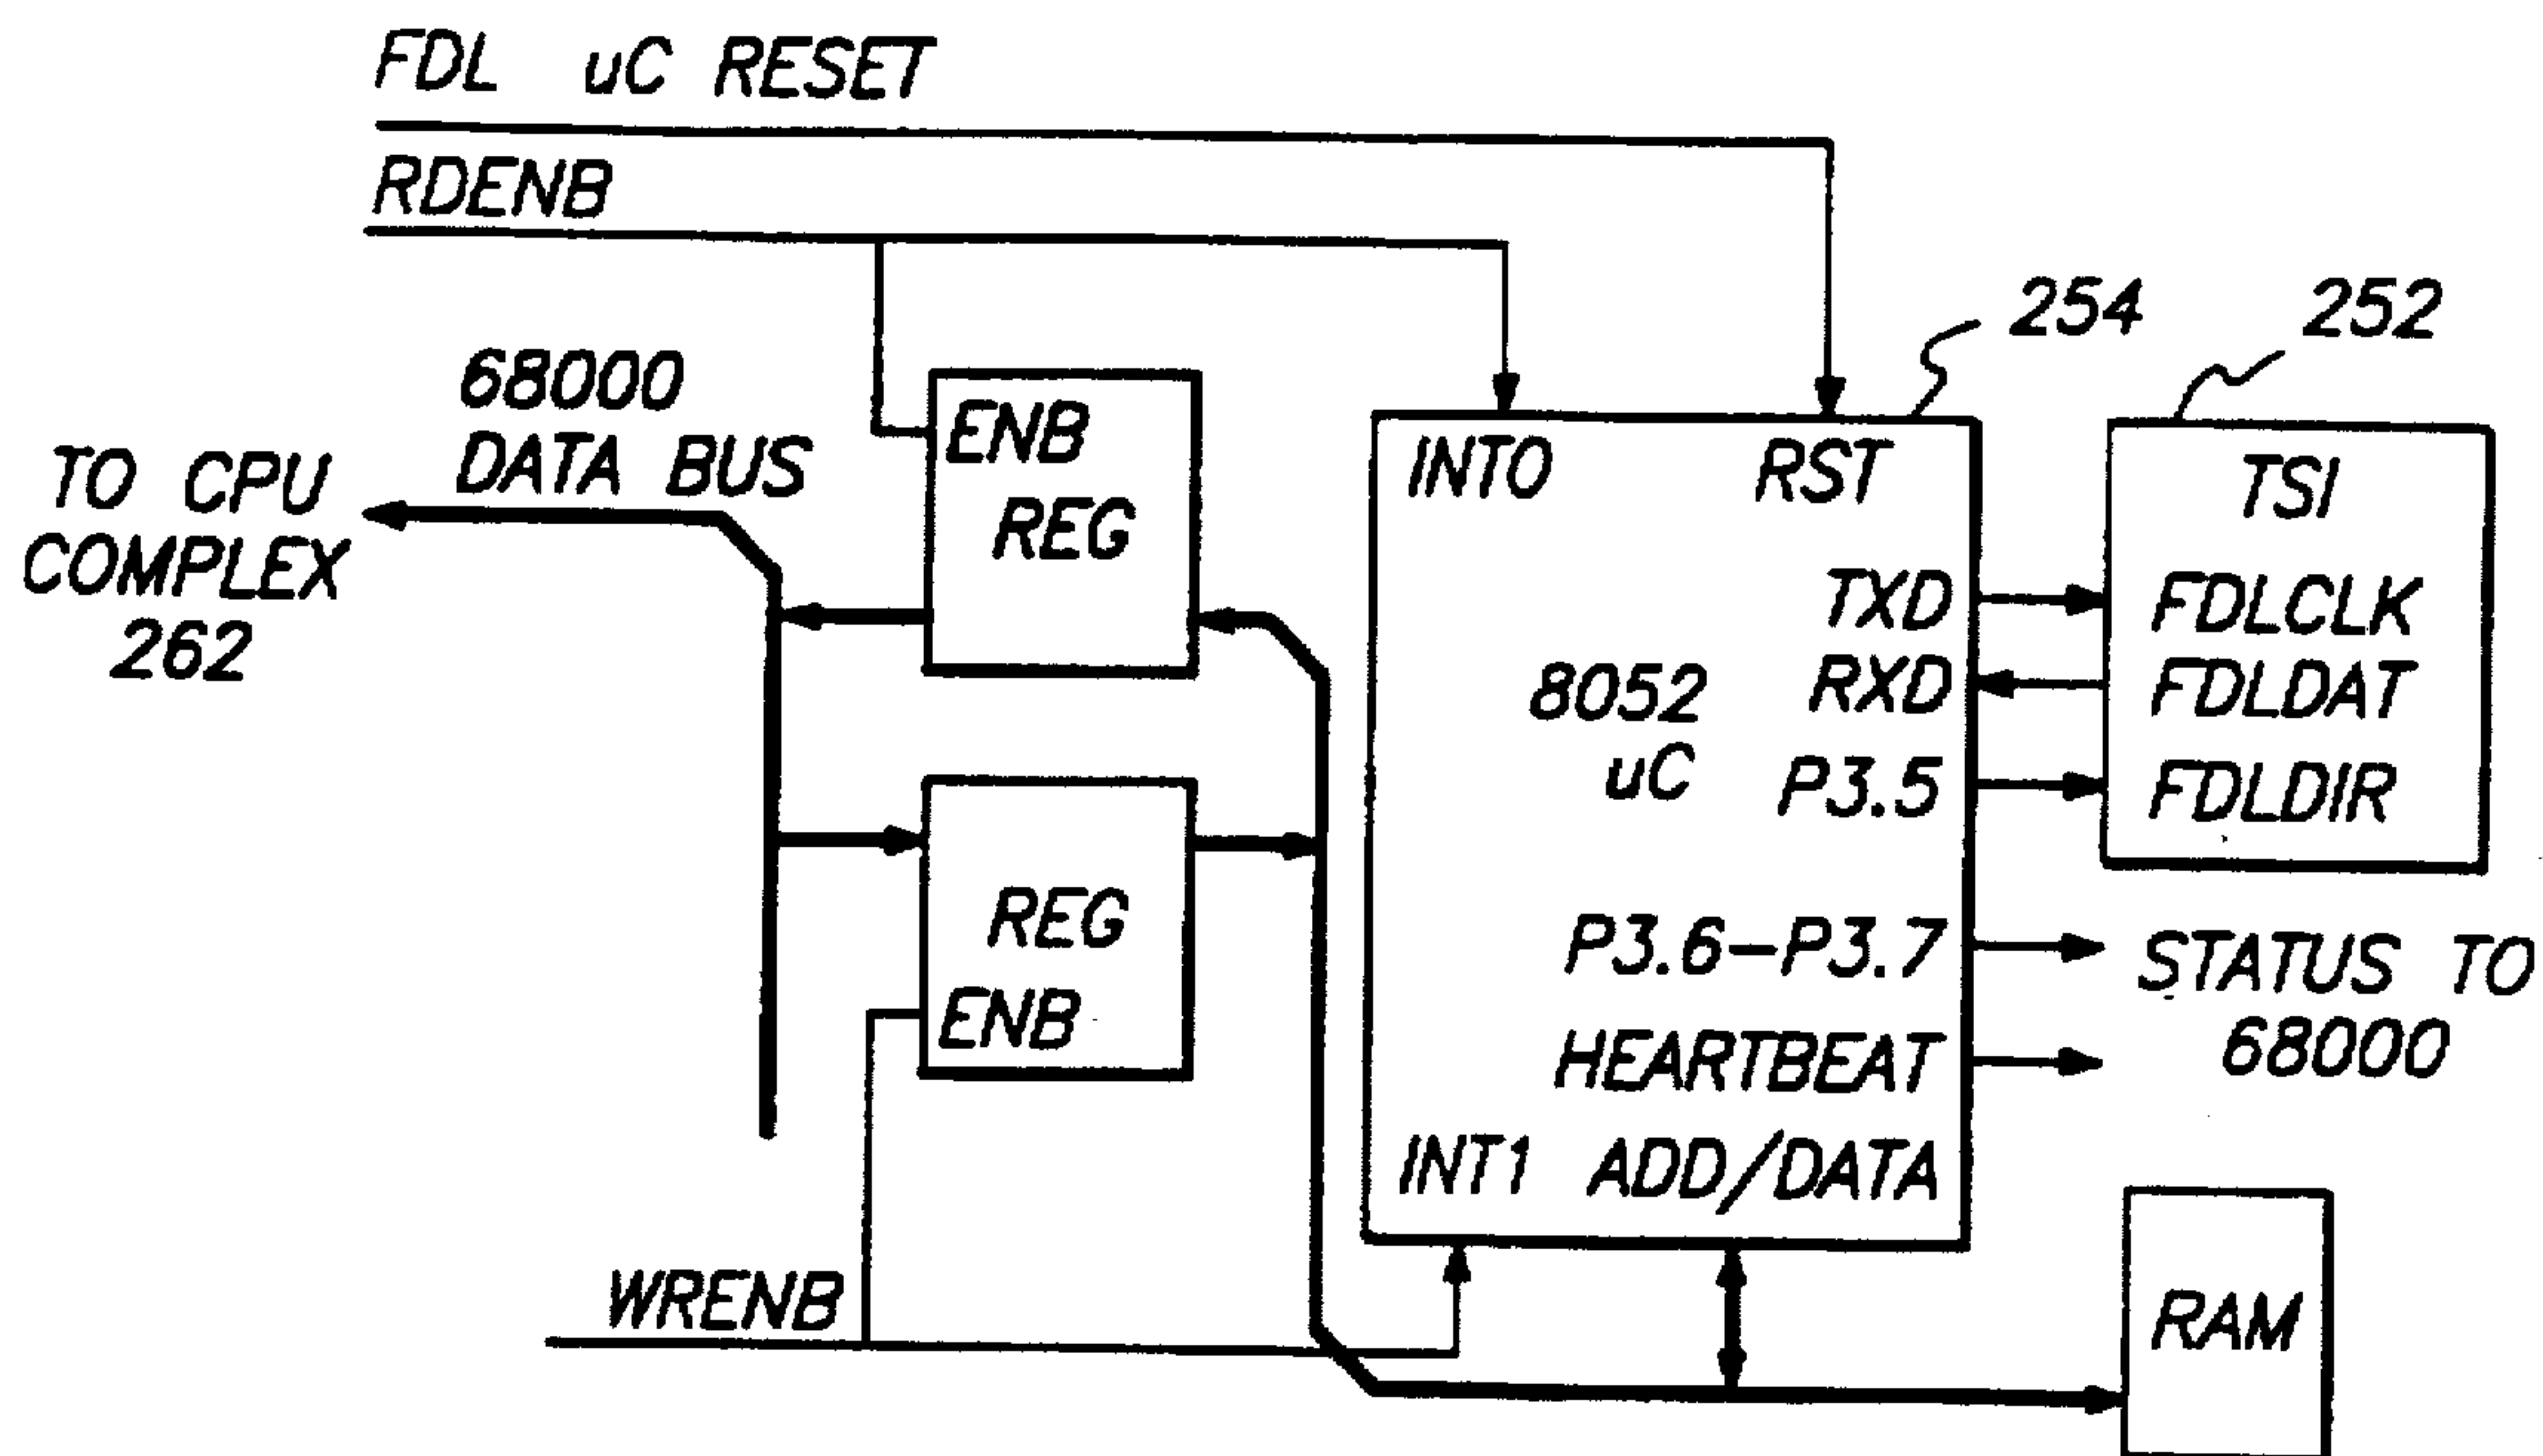 FDL uC RESET
RDENB
254
252
68000
DATA BUS
TO CPU
COMPLEX
262
ENB
REG
INT0
RST
TSI
TXD
FDLCLK
RXD
FDLDAT
8052
uC
P3.5
FDLDIR
REG
ENB
P3.6-P3.7
HEARTBEAT
STATUS TO
68000
INT1 ADD/DATA
WRENB
RAM